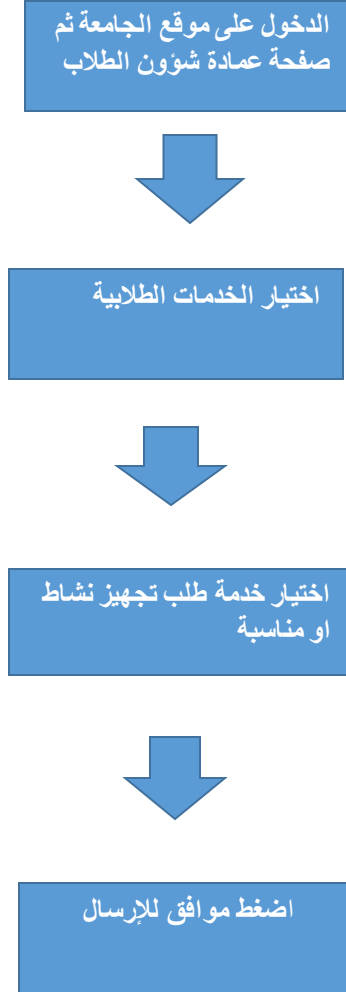 الدخول على موقع الجامعة ثم
صفحة عمادة شؤون الطلاب
اختيار الخدمات الطلابية
اختيار خدمة طلب تجهيز نشاط
او مناسبة
اضغط موافق للإرسال